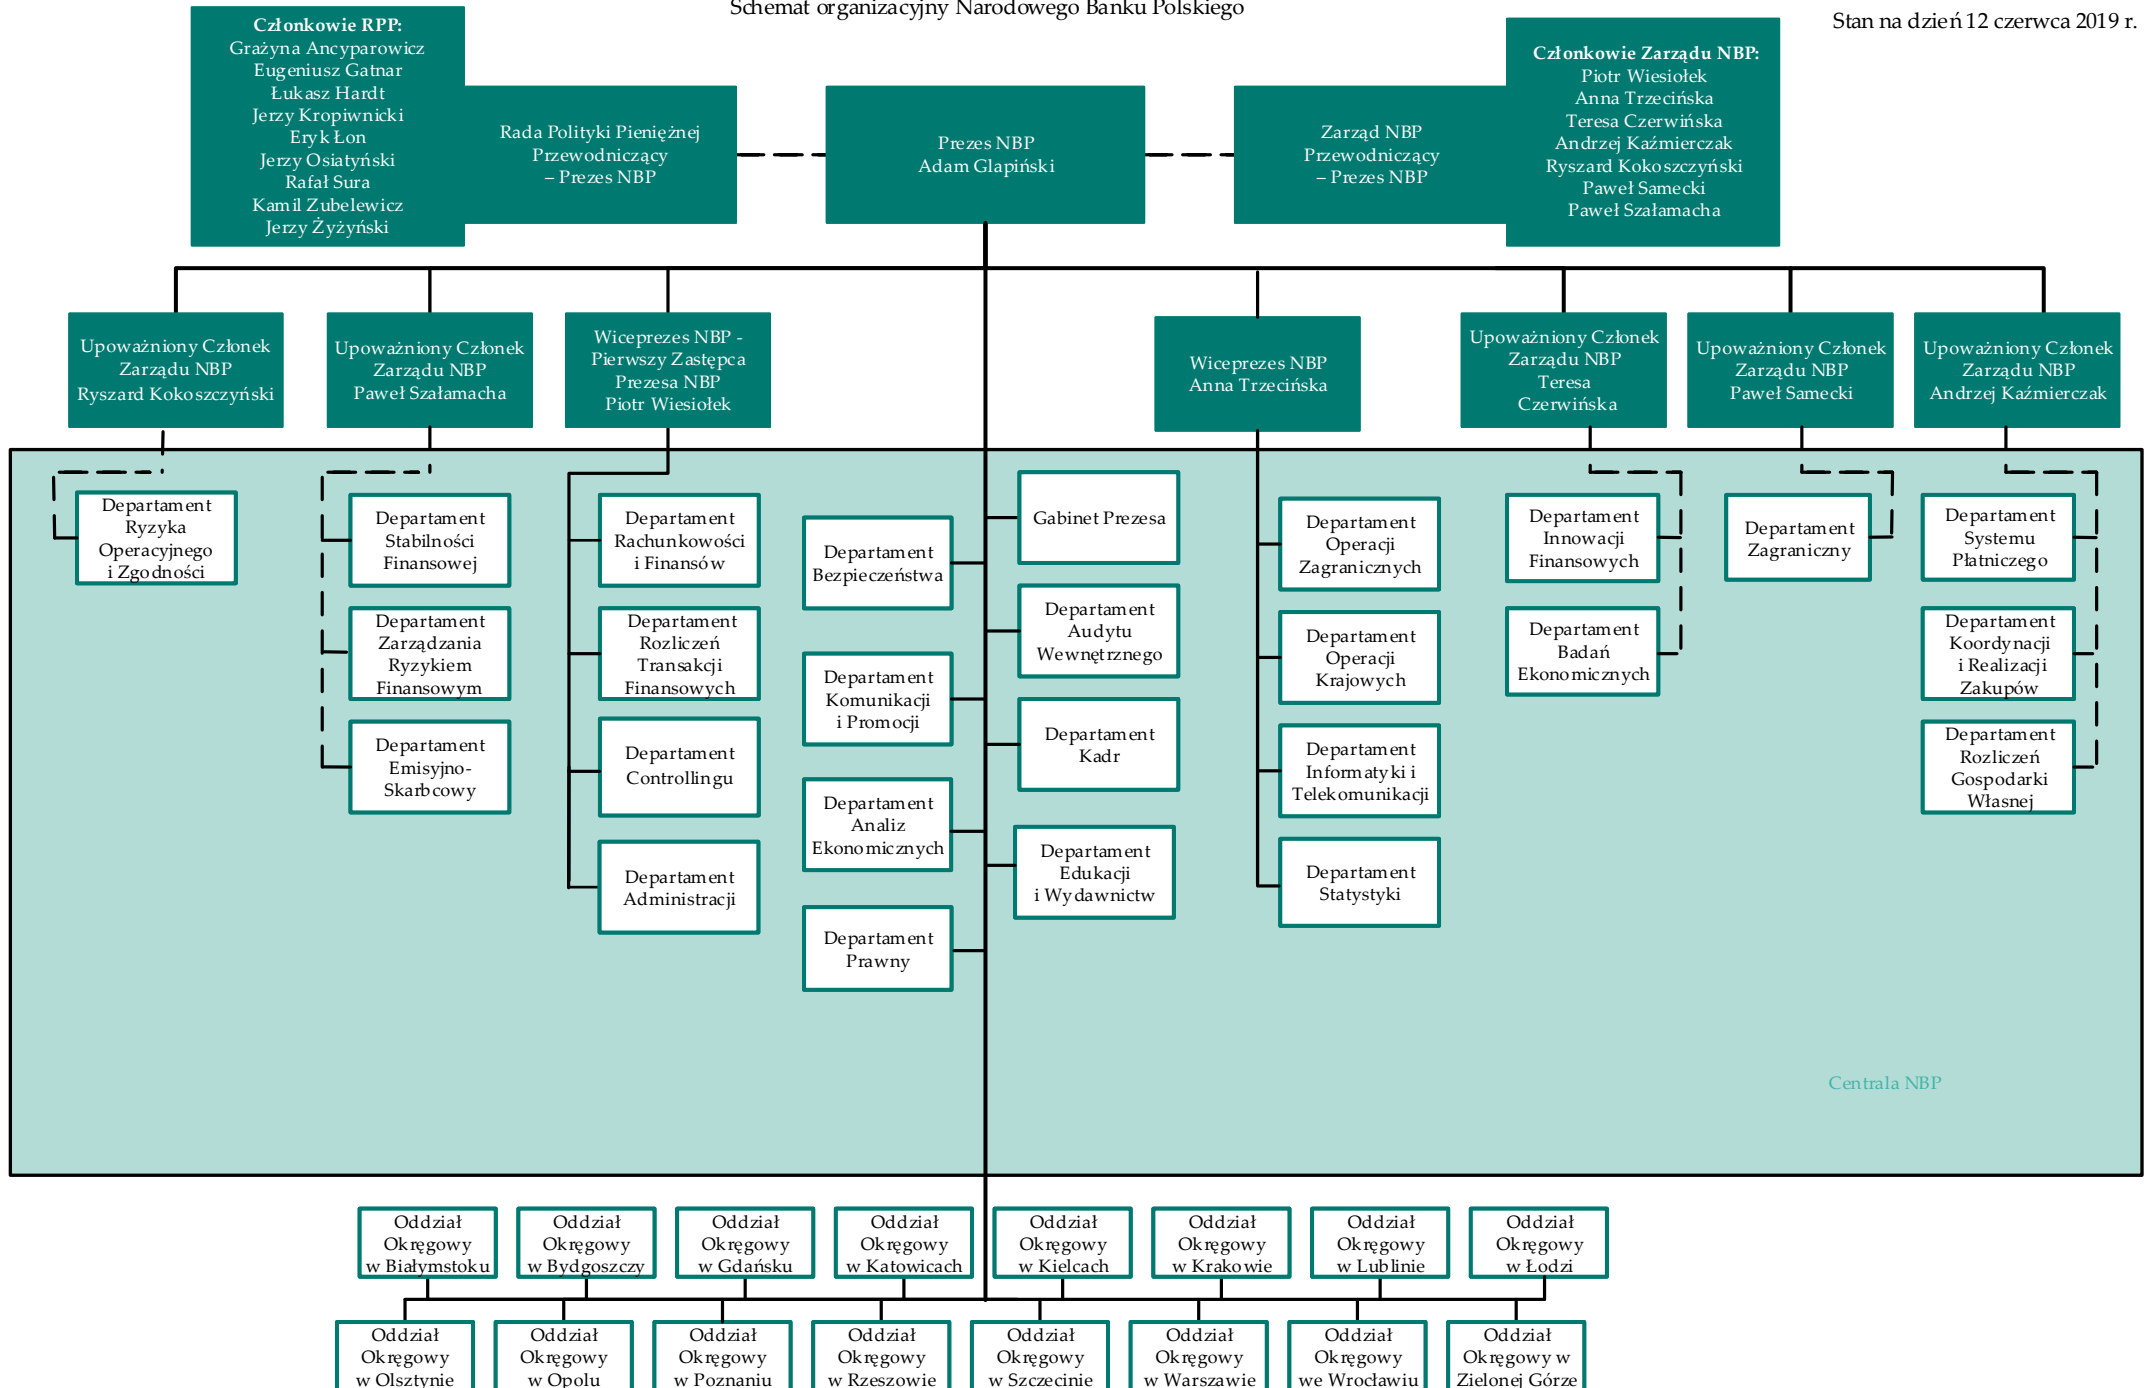 Schemat organizacyjny Narodowego Banku Polskiego
Stan na dzień 12 czerwca 2019 r.
Członkowie RPP:
Grażyna Ancyparowicz
Eugeniusz Gatnar
Łukasz Hardt
Jerzy Kropiwnicki
Eryk Łon
Jerzy Osiatyński
Rafał Sura
Kamil Zubelewicz
Jerzy Żyżyński
Rada Polityki Pieniężnej
Przewodniczący
– Prezes NBP
Prezes NBP
Adam Glapiński
Zarząd NBP
Przewodniczący
– Prezes NBP
Członkowie Zarządu NBP:
Piotr Wiesiołek
Anna Trzecińska
Teresa Czerwińska
Andrzej Kaźmierczak
Ryszard Kokoszczyński
Paweł Samecki
Paweł Szałamacha
Upoważniony Członek
Zarządu NBP
Ryszard Kokoszczyński
Upoważniony Członek
Zarządu NBP
Paweł Szałamacha
Wiceprezes NBP -
Pierwszy Zastępca
Prezesa NBP
Piotr Wiesiołek
Wiceprezes NBP
Anna Trzecińska
Upoważniony Członek
Zarządu NBP
Teresa
Czerwińska
Upoważniony Członek
Zarządu NBP
Paweł Samecki
Upoważniony Członek
Zarządu NBP
Andrzej Kaźmierczak
Departament
Ryzyka
Operacyjnego
i Zgodności
Departament
Stabilności
Finansowej
Departament
Zarządzania
Ryzykiem
Finansowym
Departament
Emisyjno-
Skarbcowy
Departament
Rachunkowości
i Finansów
Departament
Rozliczeń
Transakcji
Finansowych
Departament
Controllingu
Departament
Administracji
Departament
Bezpieczeństwa
Departament
Komunikacji
i Promocji
Departament
Analiz
Ekonomicznych
Departament
Prawny
Gabinet Prezesa
Departament
Audytu
Wewnętrznego
Departament
Kadr
Departament
Edukacji
i Wydawnictw
Departament
Operacji
Zagranicznych
Departament
Operacji
Krajowych
Departament
Informatyki i
Telekomunikacji
Departament
Statystyki
Departament
Innowacji
Finansowych
Departament
Badań
Ekonomicznych
Departament
Zagraniczny
Departament
Systemu
Płatniczego
Departament
Koordynacji
i Realizacji
Zakupów
Departament
Rozliczeń
Gospodarki
Własnej
Centrala NBP
Oddział
Okręgowy
w Białymstoku
Oddział
Okręgowy
w Bydgoszczy
Oddział
Okręgowy
w Gdańsku
Oddział
Okręgowy
w Katowicach
Oddział
Okręgowy
w Kielcach
Oddział
Okręgowy
w Krakowie
Oddział
Okręgowy
w Lublinie
Oddział
Okręgowy
w Łodzi
Oddział
Okręgowy
w Olsztynie
Oddział
Okręgowy
w Opolu
Oddział
Okręgowy
w Poznaniu
Oddział
Okręgowy
w Rzeszowie
Oddział
Okręgowy
w Szczecinie
Oddział
Okręgowy
w Warszawie
Oddział
Okręgowy
we Wrocławiu
Oddział
Okręgowy w
Zielonej Górze